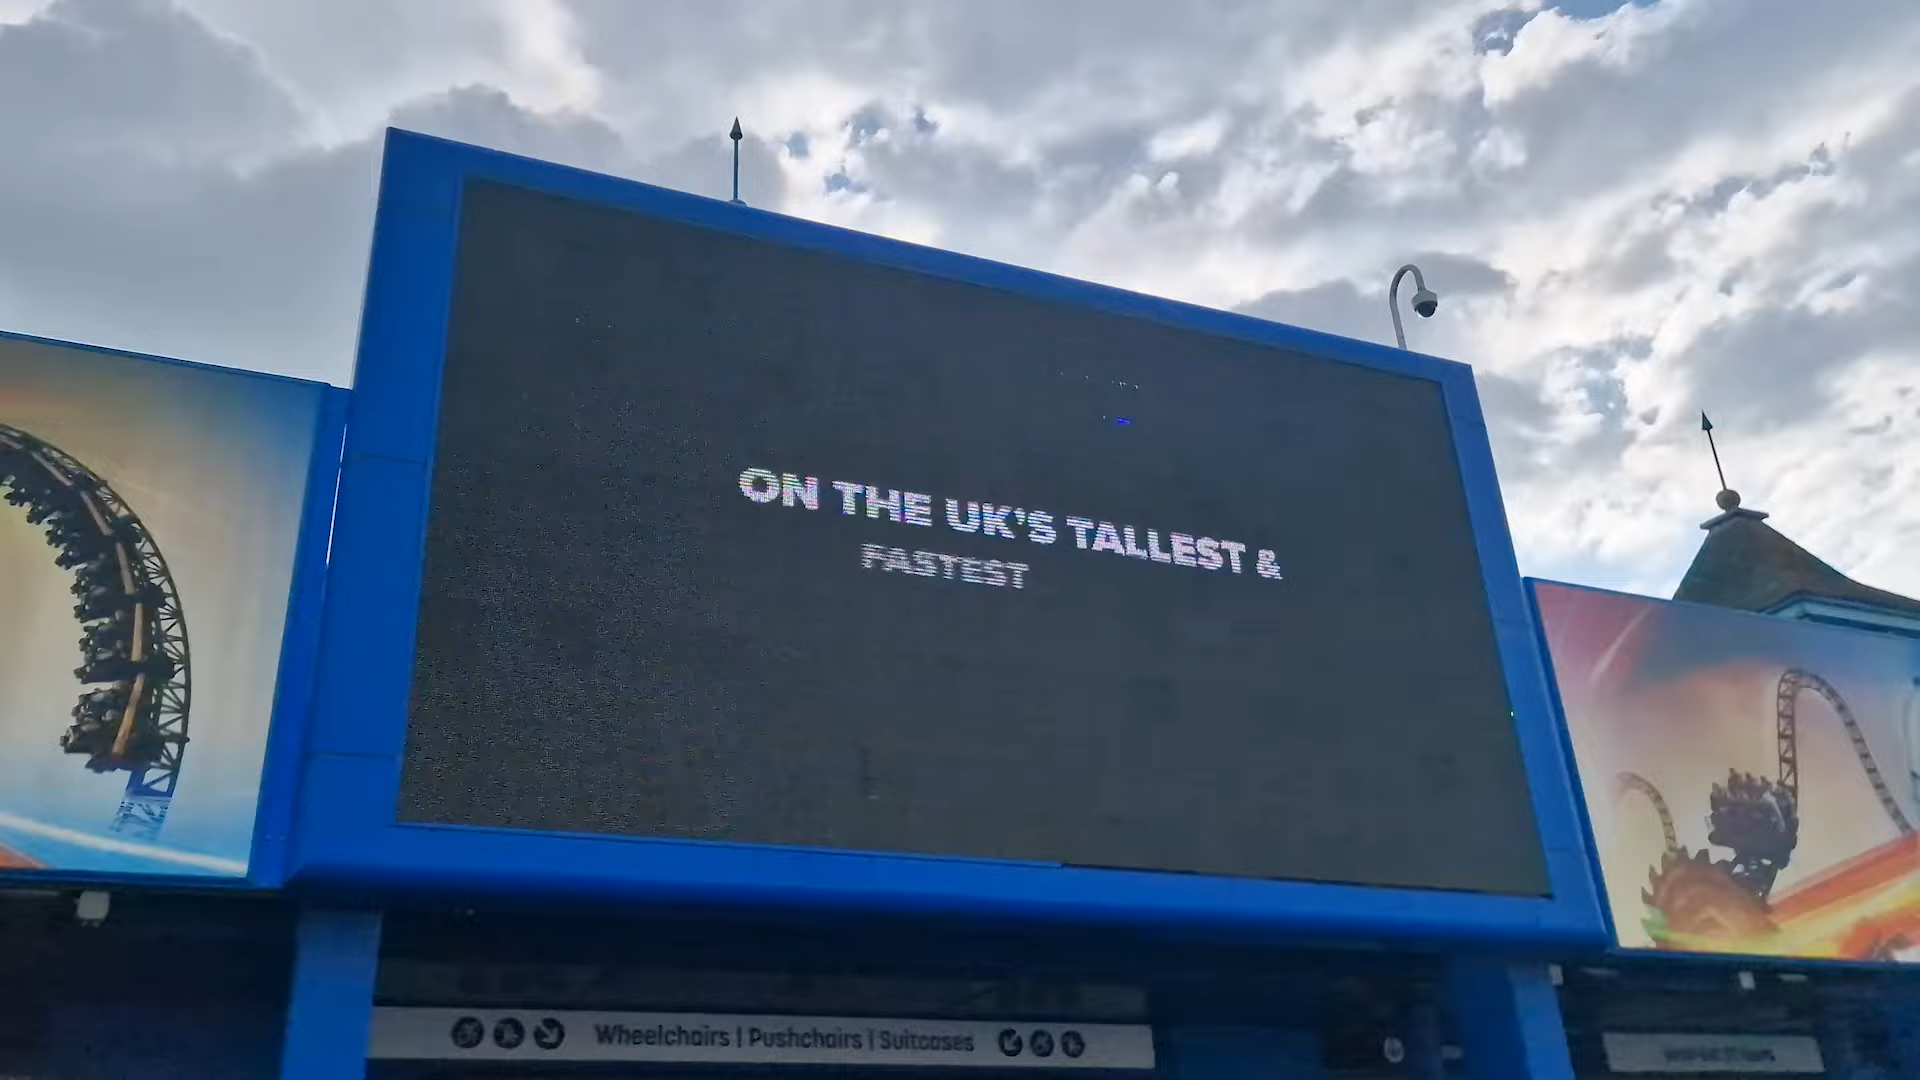 ON THE UK'S TALLEST &
FASTEST
Wheelchairs | Pushchairs | Suitcases